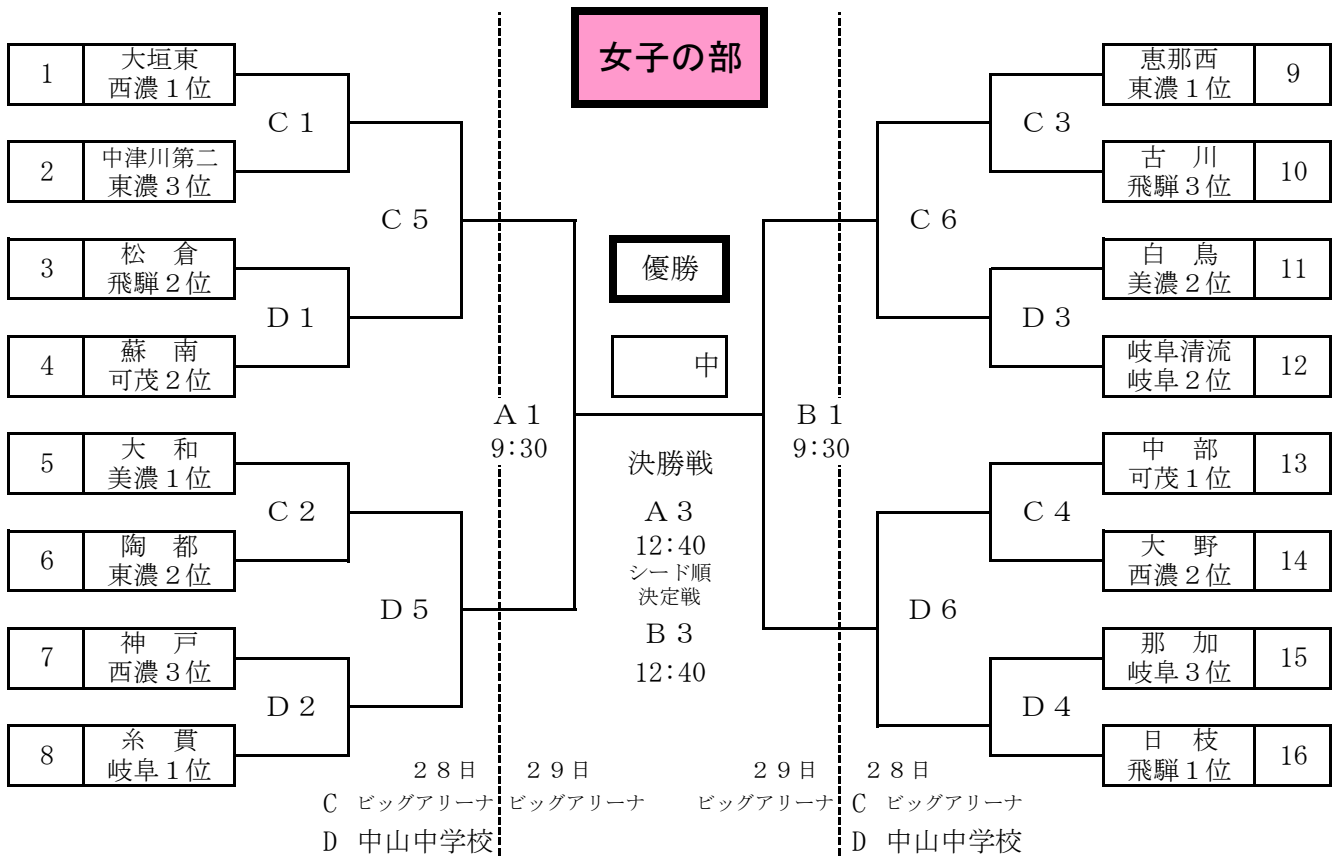 女子の部
1
大垣東
西濃１位
2
中津川第二
東濃３位
3
松　倉
飛騨２位
4
蘇　南
可茂２位
5
大　和
美濃１位
6
陶　都
東濃２位
7
神　戸
西濃３位
8
糸　貫
岐阜１位
Ｃ１
Ｄ１
Ｃ２
Ｄ２
Ｃ５
Ｄ５
Ａ１
9:30
優勝
中
決勝戦
Ａ３
12:40
シード順
決定戦
Ｂ３
12:40
Ｂ１
9:30
Ｃ６
Ｄ６
Ｃ３
Ｄ３
Ｃ４
Ｄ４
恵那西
東濃１位
9
古　川
飛騨３位
10
白　鳥
美濃２位
11
岐阜清流
岐阜２位
12
中　部
可茂１位
13
大　野
西濃２位
14
那　加
岐阜３位
15
日　枝
飛騨１位
16
２８日　２９日
２９日　２８日
C　ビッグアリーナ　ビッグアリーナ
ビッグアリーナ　C　ビッグアリーナ
D　中山中学校
D　中山中学校